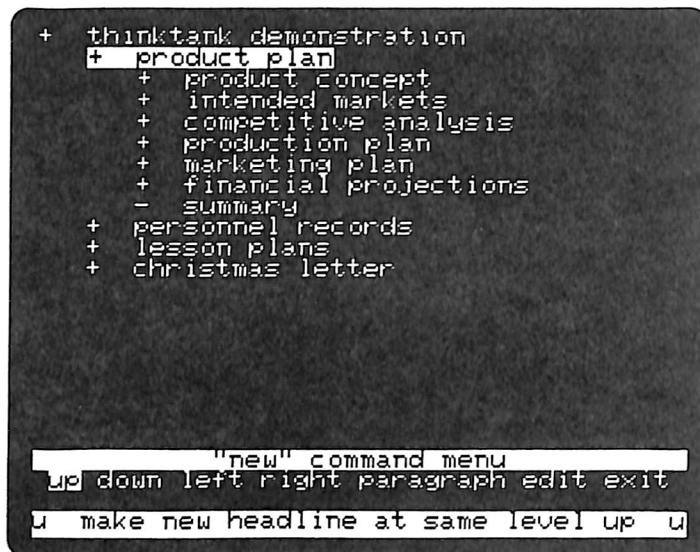 + thinktank demonstration
+ product plan
+ product concept
+ intended markets
+ competitive analysis
+ production plan
+ marketing plan
+ financial projections
- summary
+ personnel records
+ lesson plans
+ christmas letter
"new" command menu
up down left right paragraph edit exit
u make new headline at same level up u